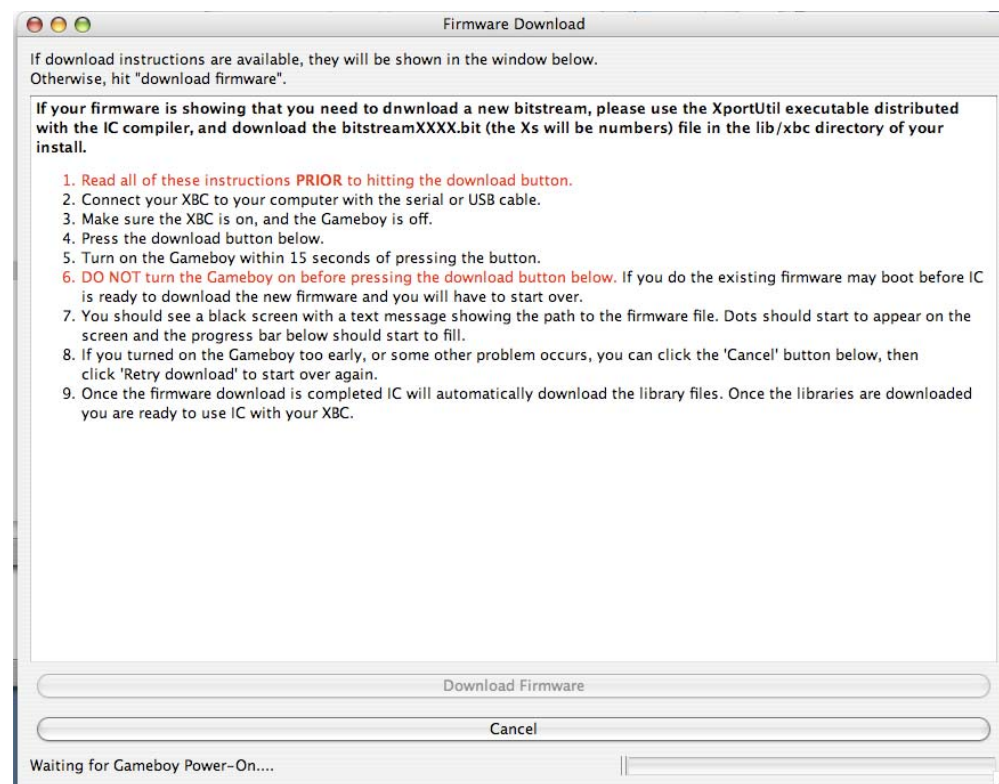 Firmware Download
If download instructions are available, they will be shown in the window below.
Otherwise, hit "download firmware".
If your firmware is showing that you need to dnwnload a new bitstream, please use the XportUtil executable distributed
with the IC compiler, and download the bitstreamXXXX.bit (the Xs will be numbers) file in the lib/xbc directory of your
install.
1. Read all of these instructions PRIOR to hitting the download button.
2. Connect your XBC to your computer with the serial or USB cable.
3. Make sure the XBC is on, and the Gameboy is off.
4. Press the download button below.
5. Turn on the Gameboy within 15 seconds of pressing the button.
6. DO NOT turn the Gameboy on before pressing the download button below. If you do the existing firmware may boot before IC
is ready to download the new firmware and you will have to start over.
7. You should see a black screen with a text message showing the path to the firmware file. Dots should start to appear on the
screen and the progress bar below should start to fill.
8. If you turned on the Gameboy too early, or some other problem occurs, you can click the 'Cancel' button below, then
click 'Retry download' to start over again.
9. Once the firmware download is completed IC will automatically download the library files. Once the libraries are downloaded
you are ready to use IC with your XBC.
Download Firmware
Cancel
Waiting for Gameboy Power-On....